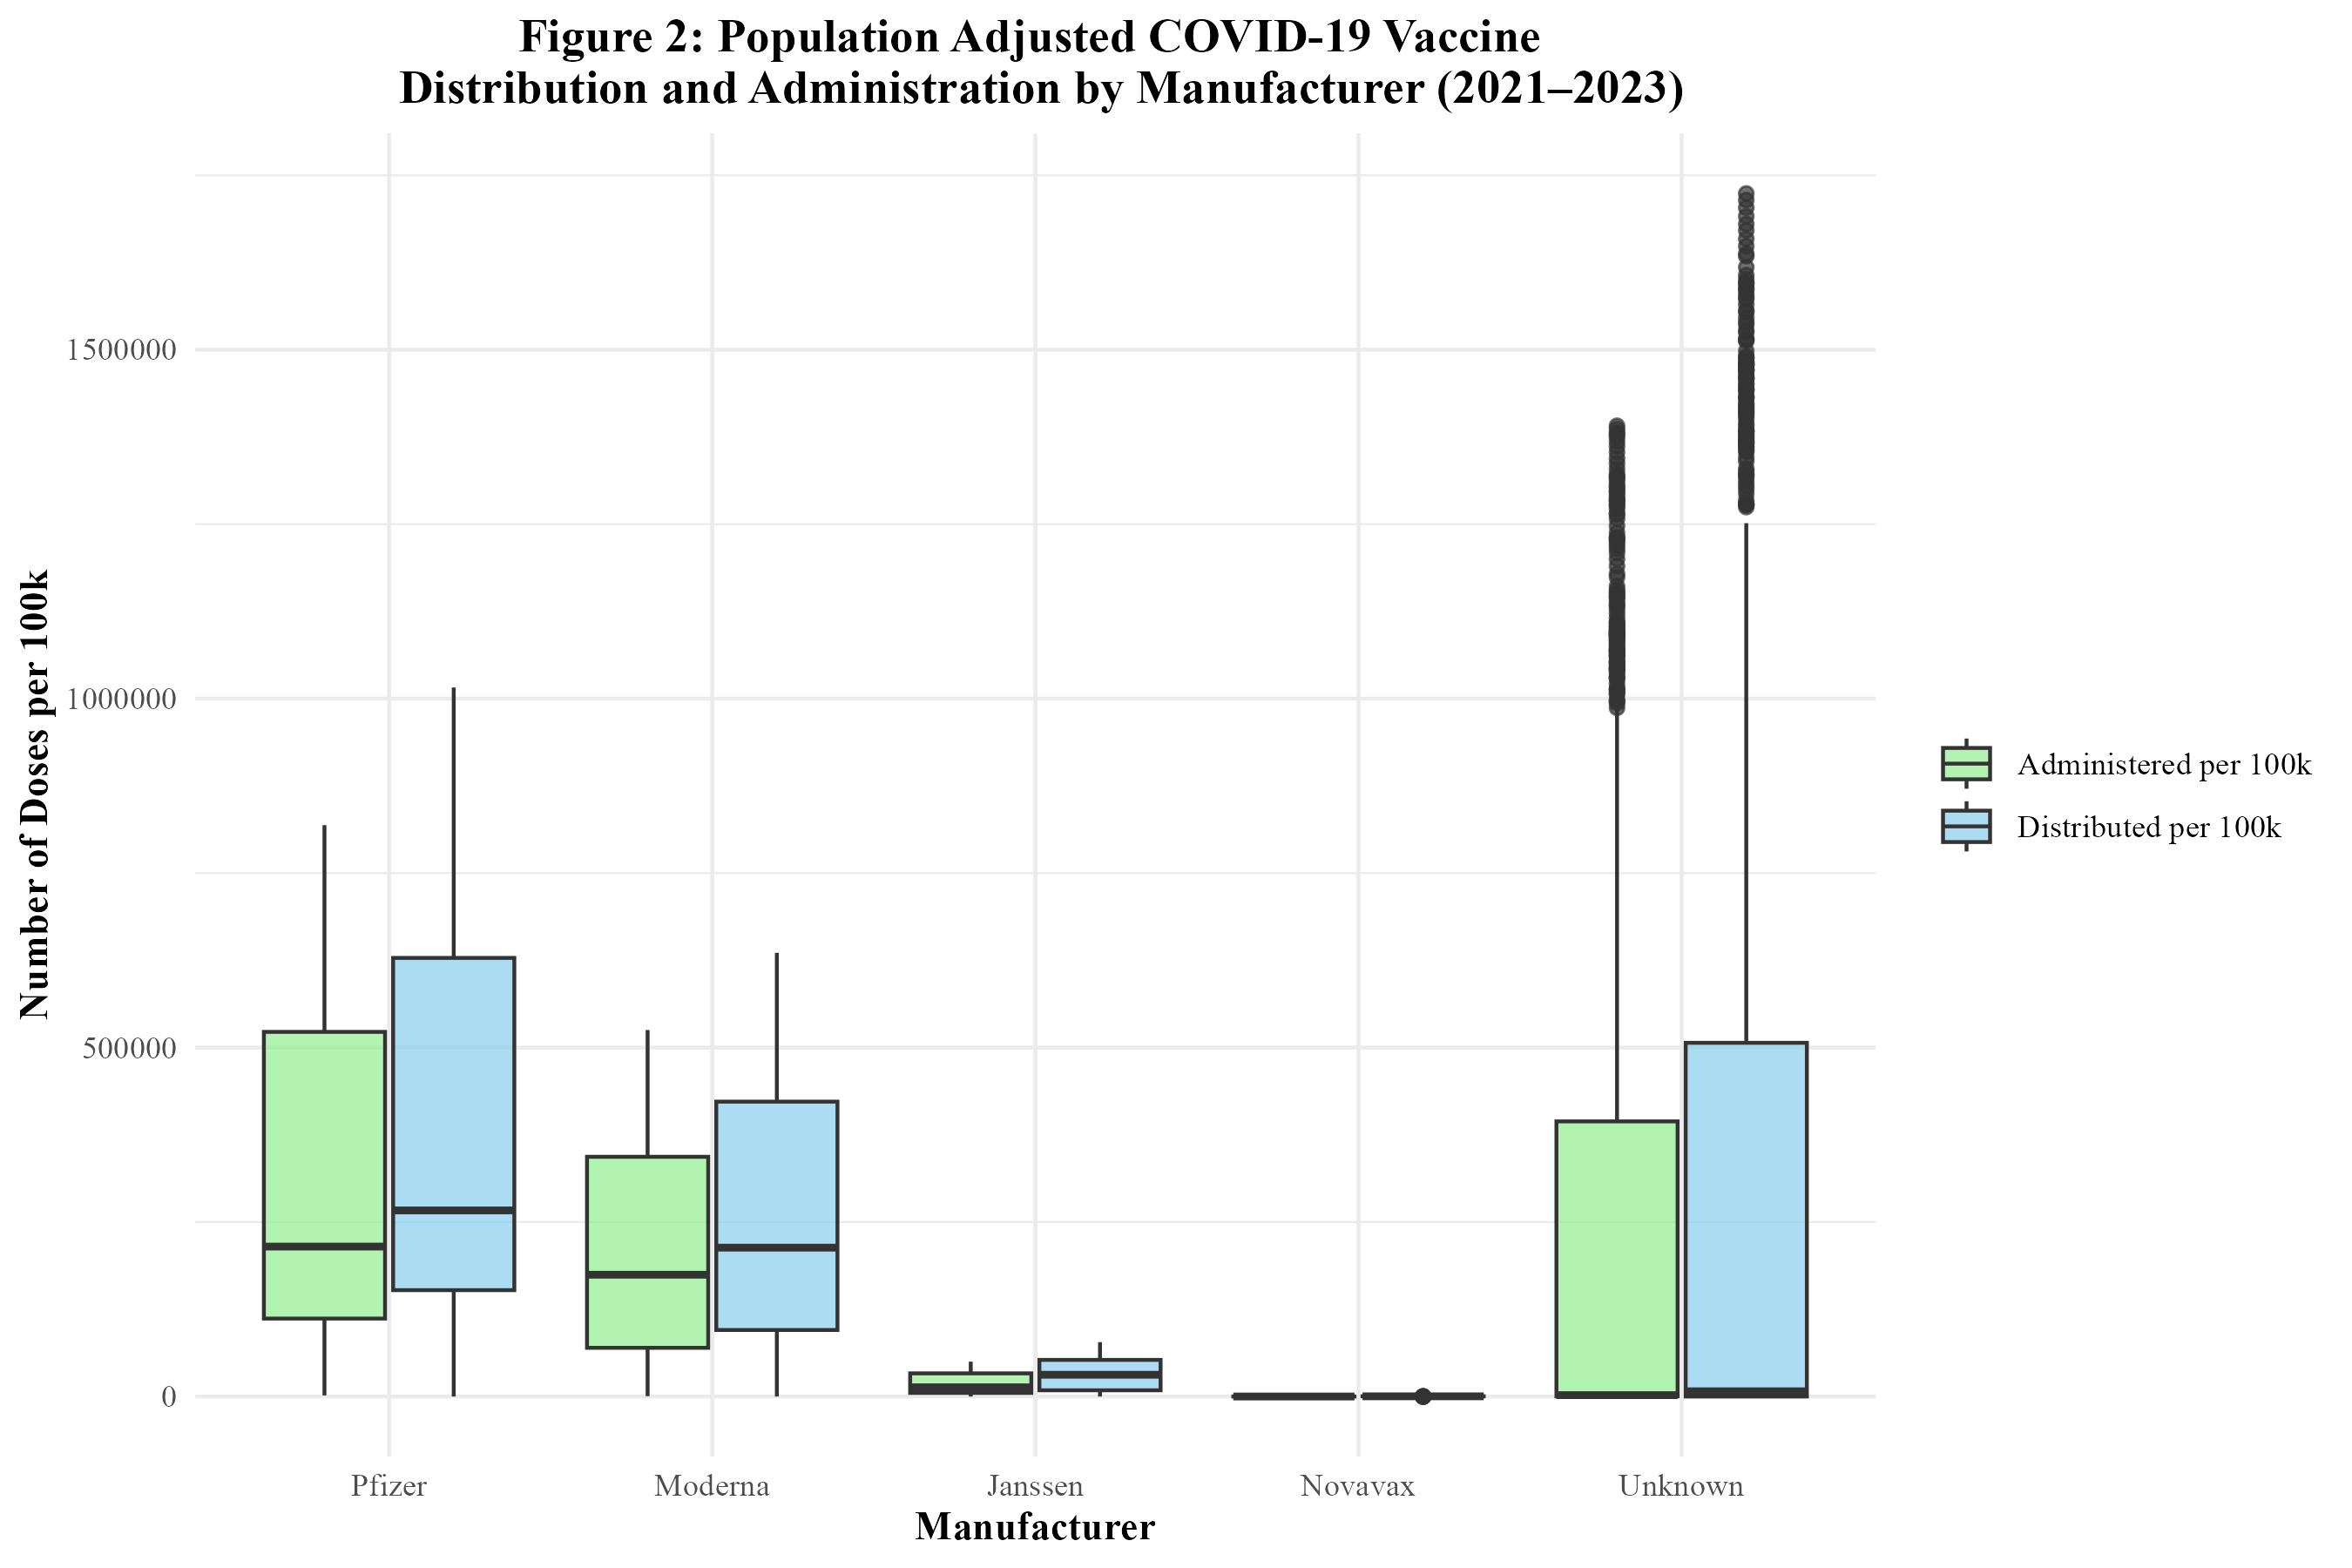 Figure 2: Population Adjusted COVID-19 Vaccine
Distribution and Administration by Manufacturer (2021–2023)
Number of Doses per 100k
1500000
1000000
500000
0
Pfizer
Moderna
Janssen
Novavax
Unknown
Manufacturer
Administered per 100k
Distributed per 100k